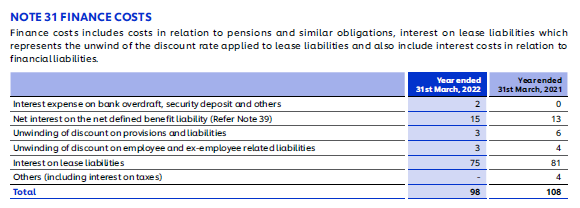 NOTE 31 FINANCE COSTS
Finance costs includes costs in relation to pensions and similar obligations, interest on lease liabilities which
represents the unwind of the discount rate applied to lease liabilities and also include interest costs in relation to
financial liabilities.
Year ended 31st March, 2022 Year ended 31st March, 2021
Interest expense on bank overdraft, security deposit and others 2 0
Net interest on the net defined benefit liability (Refer Note 39) 15 13
Unwinding of discount on provisions and liabilities 3 6
Unwinding of discount on employee and ex-employee related liabilities 3 4
Interest on lease liabilities 75 81
Others (including interest on taxes) - 4
Total 98 108